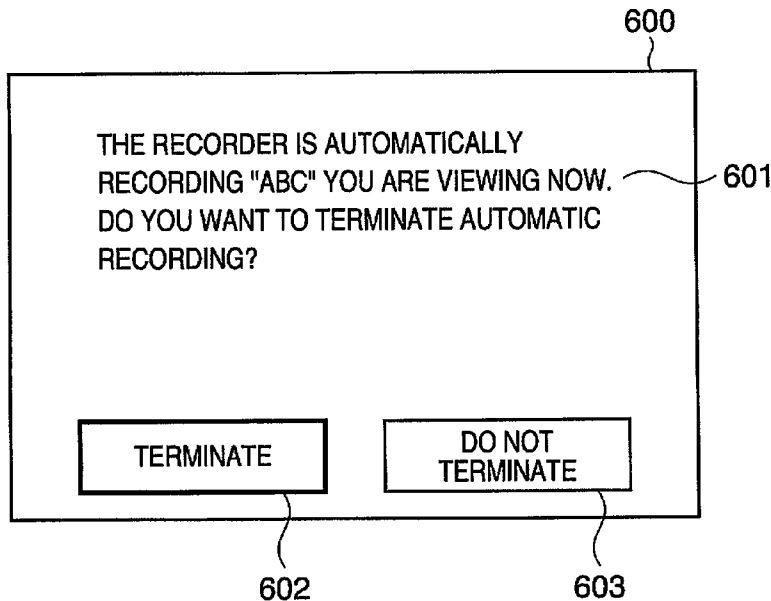 600
THE RECORDER IS AUTOMATICALLY
RECORDING "ABC" YOU ARE VIEWING NOW.
601
DO YOU WANT TO TERMINATE AUTOMATIC
RECORDING?
TERMINATE
DO NOT
TERMINATE
602
603